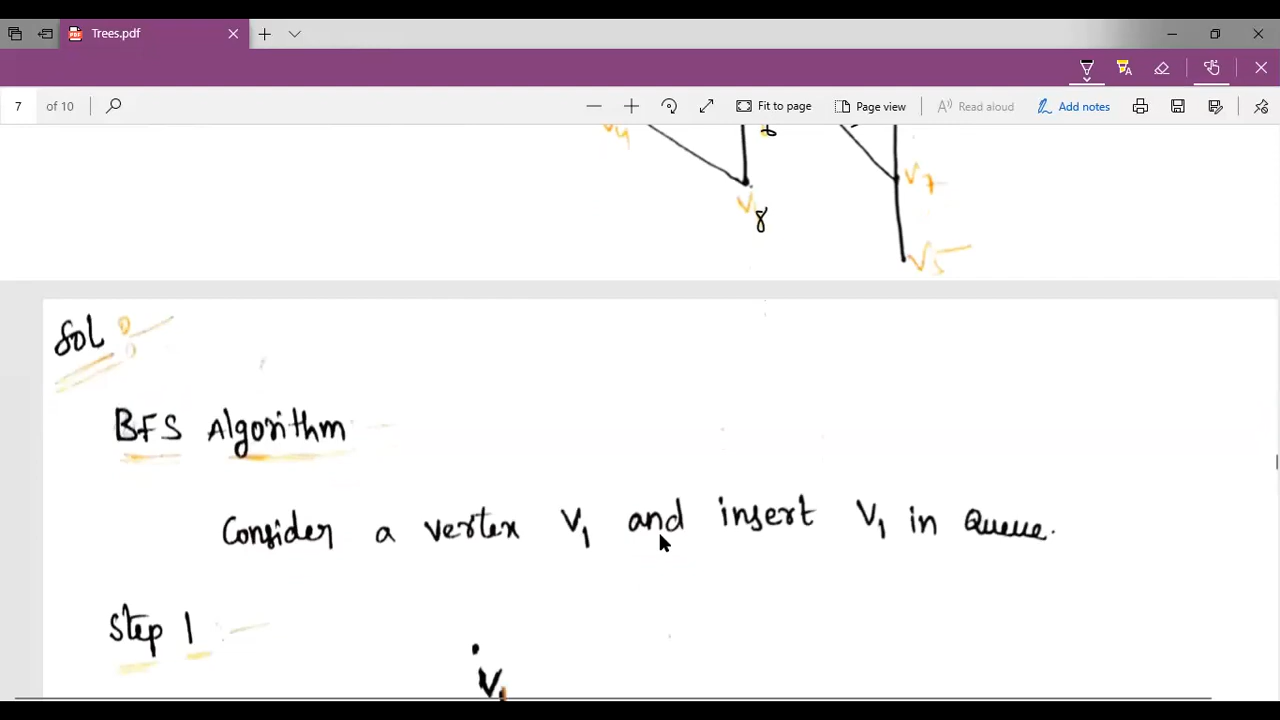 Trees.pdf
7 of 10 Fit to page Page view Read aloud Add notes
V4
V8
V7
V5
Sol :
BFS Algorithm
Consider a vertex V1 and insert V1 in Queue.
Step 1
V1